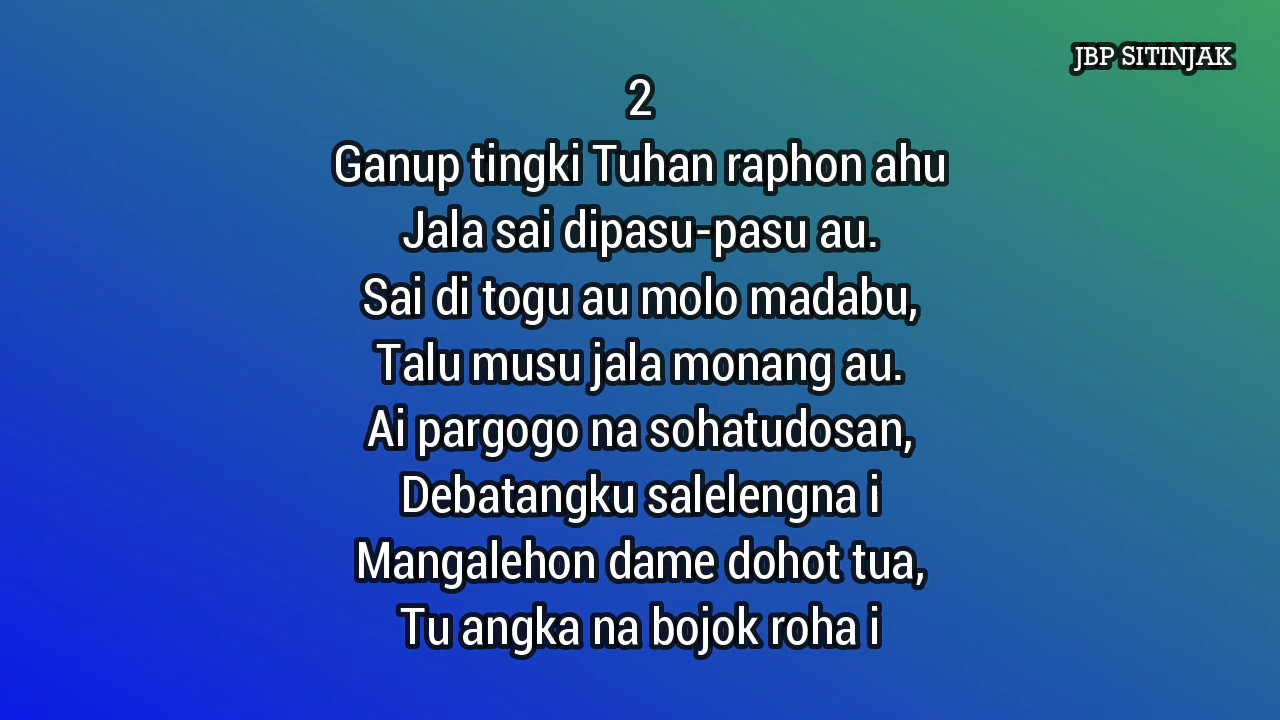 JBP SITINJAK
2
Ganup tingki Tuhan raphon ahu
Jala sai dipasu-pasu au.
Sai di togu au molo madabu,
Talu musu jala monang au.
Ai pargogo na sohatudosan,
Debatangku salelengna i
Mangalehon dame dohot tua,
Tu angka na bojok roha i